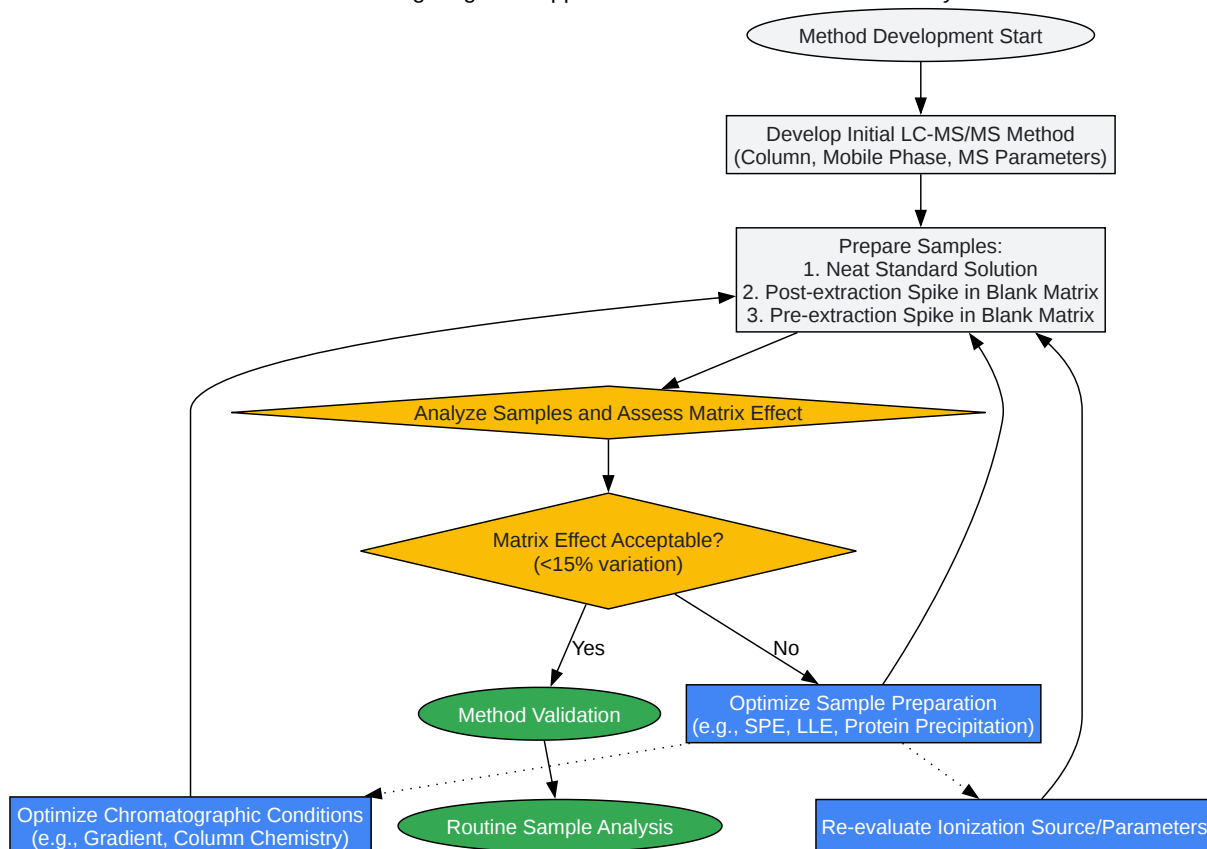 Method Development Start
Develop Initial LC-MS/MS Method
(Column, Mobile Phase, MS Parameters)
Prepare Samples:
1. Neat Standard Solution
2. Post-extraction Spike in Blank Matrix
3. Pre-extraction Spike in Blank Matrix
Analyze Samples and Assess Matrix Effect
Matrix Effect Acceptable?
(<15% variation)
Yes
No
Method Validation
Optimize Sample Preparation
(e.g., SPE, LLE, Protein Precipitation)
Optimize Chromatographic Conditions
(e.g., Gradient, Column Chemistry)
Routine Sample Analysis
Re-evaluate Ionization Source/Parameters